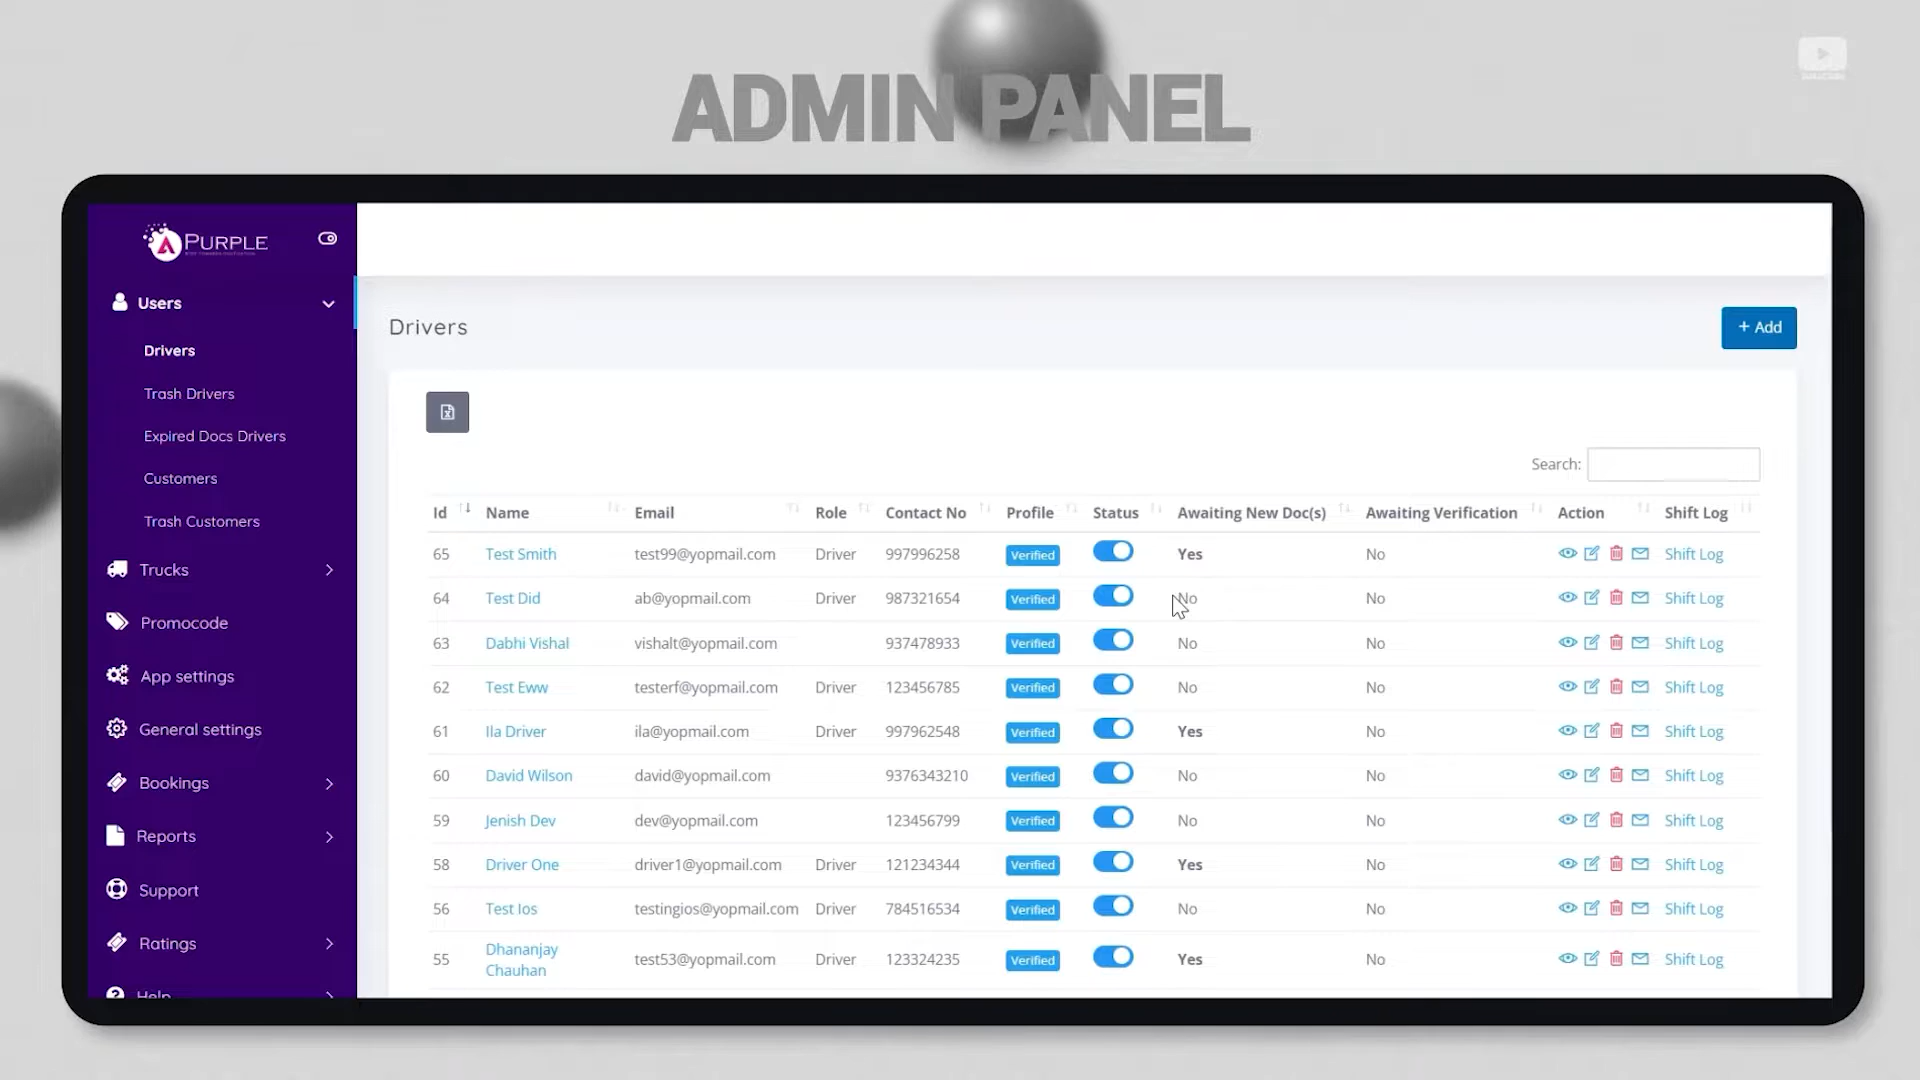 ADMIN PANEL
PURPLE
Users
Drivers
Trash Drivers
Expired Docs Drivers
Customers
Trash Customers
Trucks
Promocode
App settings
General settings
Bookings
Reports
Support
Ratings
Help
Drivers
+ Add
Search:
Id Name Email Role Contact No Profile Status Awaiting New Doc(s) Awaiting Verification Action Shift Log
65 Test Smith test99@yopmail.com Driver 997996258 Verified Yes No Shift Log
64 Test Did ab@yopmail.com Driver 987321654 Verified No No Shift Log
63 Dabhi Vishal vishalt@yopmail.com 937478933 Verified No No Shift Log
62 Test Eww testerf@yopmail.com Driver 123456785 Verified No No Shift Log
61 Ila Driver ila@yopmail.com Driver 997962548 Verified Yes No Shift Log
60 David Wilson david@yopmail.com 9376343210 Verified No No Shift Log
59 Jenish Dev dev@yopmail.com 123456799 Verified No No Shift Log
58 Driver One driver1@yopmail.com Driver 121234344 Verified Yes No Shift Log
56 Test Ios testingios@yopmail.com Driver 784516534 Verified No No Shift Log
55 Dhananjay Chauhan test53@yopmail.com Driver 123324235 Verified Yes No Shift Log